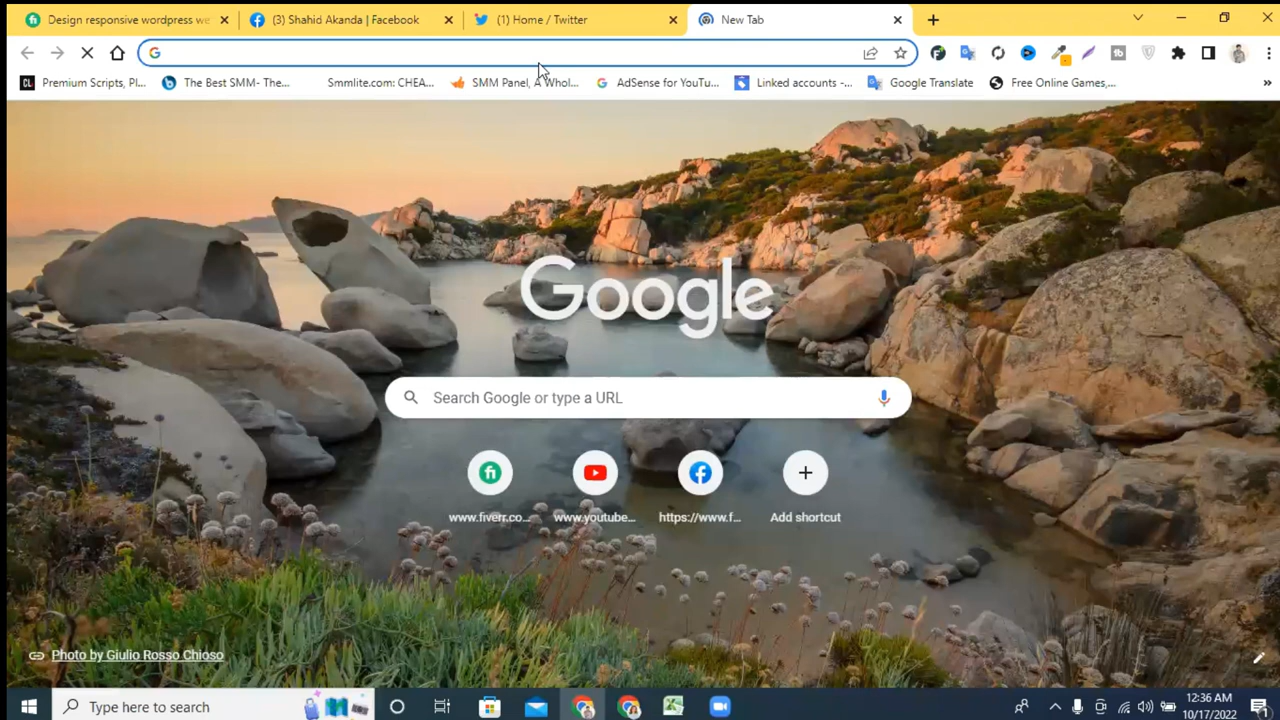 Design responsive wordpress we
(3) Shahid Akanda | Facebook
(1) Home / Twitter
New Tab
CL Premium Scripts, Pl...
The Best SMM- The...
Smmlite.com: CHEA...
SMM Panel, A Whol...
AdSense for YouTu...
Linked accounts -...
Google Translate
Free Online Games,...
Google
Search Google or type a URL
www.fiverr.co...
www.youtube...
https://www.f...
Add shortcut
Photo by Giulio Rosso Chioso
Type here to search
12:36 AM
10/17/2022